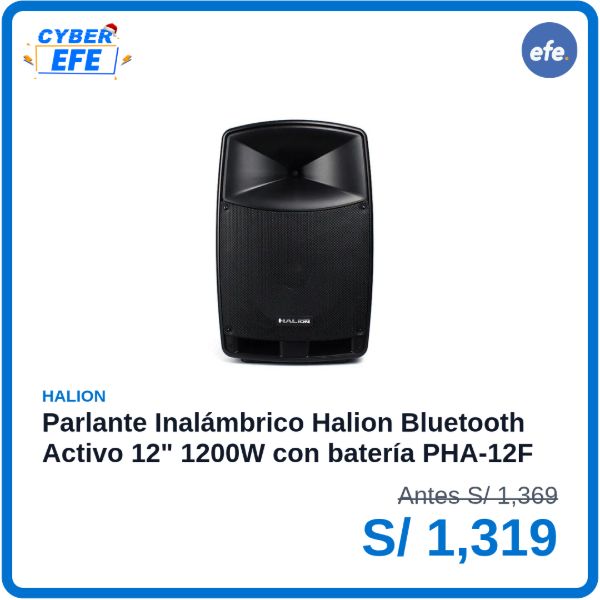 CYBER
EFE
efe.
HALION
HALION
Parlante Inalámbrico Halion Bluetooth
Activo 12" 1200W con batería PHA-12F
Antes S/ 1,369
S/ 1,319